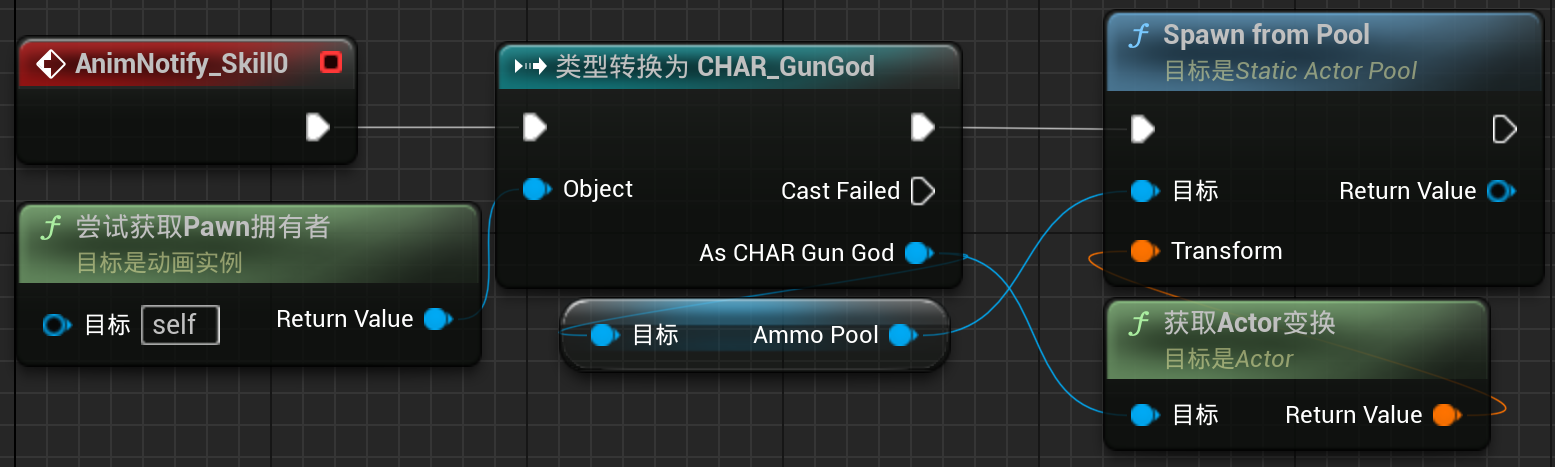 AnimNotify_Skill0
尝试获取Pawn拥有者
目标是动画实例
目标 self Return Value
类型转换为 CHAR_GunGod
Object Cast Failed
As CHAR Gun God
目标 Ammo Pool
Spawn from Pool
目标是Static Actor Pool
目标 Return Value
Transform
获取Actor变换
目标是Actor
目标 Return Value